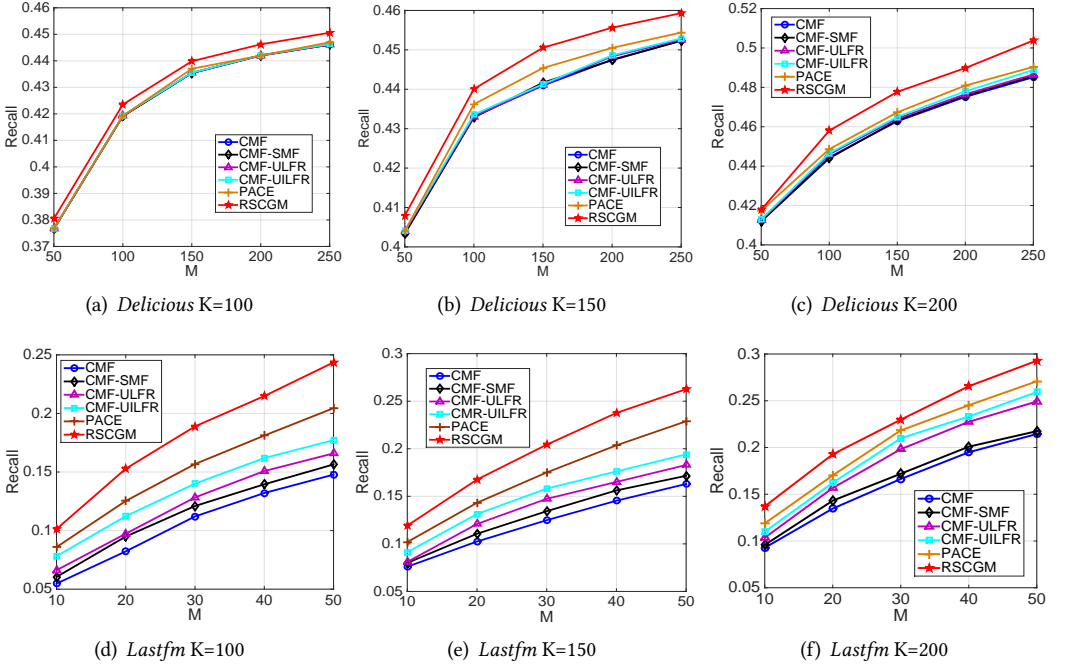 0.46
0.45
0.44
0.43
0.42
0.41
0.4
0.39
0.38
0.37
Recall
50
100
150
200
250
M
CMF
CMF-SMF
CMF-ULFR
CMF-UILFR
PACE
RSCGM
(a) Delicious K=100
0.46
0.45
0.44
0.43
0.42
0.41
0.4
Recall
50
100
150
200
250
M
CMF
CMF-SMF
CMF-ULFR
CMF-UILFR
PACE
RSCGM
(b) Delicious K=150
0.52
0.5
0.48
0.46
0.44
0.42
0.4
Recall
50
100
150
200
250
M
CMF
CMF-SMF
CMF-ULFR
CMF-UILFR
PACE
RSCGM
(c) Delicious K=200
0.25
0.2
0.15
0.1
0.05
Recall
10
20
30
40
50
M
CMF
CMF-SMF
CMF-ULFR
CMF-UILFR
PACE
RSCGM
(d) Lastfm K=100
0.3
0.25
0.2
0.15
0.1
0.05
Recall
10
20
30
40
50
M
CMF
CMF-SMF
CMF-ULFR
CMR-UILFR
PACE
RSCGM
(e) Lastfm K=150
0.3
0.25
0.2
0.15
0.1
0.05
Recall
10
20
30
40
50
M
CMF
CMF-SMF
CMF-ULFR
CMF-UILFR
PACE
RSCGM
(f) Lastfm K=200